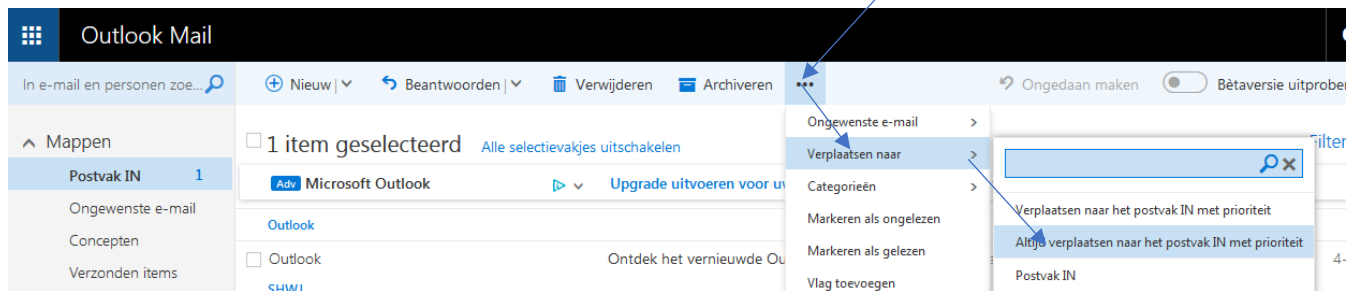 Outlook Mail
In e-mail en personen zoe...
Nieuw | Beantwoorden | Verwijderen Archiveren ••• Ongedaan maken Bètaversie uitprober
Mappen
Postvak IN 1
Ongewenste e-mail
Concepten
Verzonden items
1 item geselecteerd Alle selectievakjes uitschakelen
Adv Microsoft Outlook Upgrade uitvoeren voor
Outlook
Outlook Ontdek het vernieuwde
SHWJ
Ongewenste e-mail
Verplaatsen naar
Categorieën
Markeren als ongelezen
Markeren als gelezen
Vlag toevoegen
Filter
Verplaatsen naar het postvak IN met prioriteit
Altijd verplaatsen naar het postvak IN met prioriteit
Postvak IN
4-